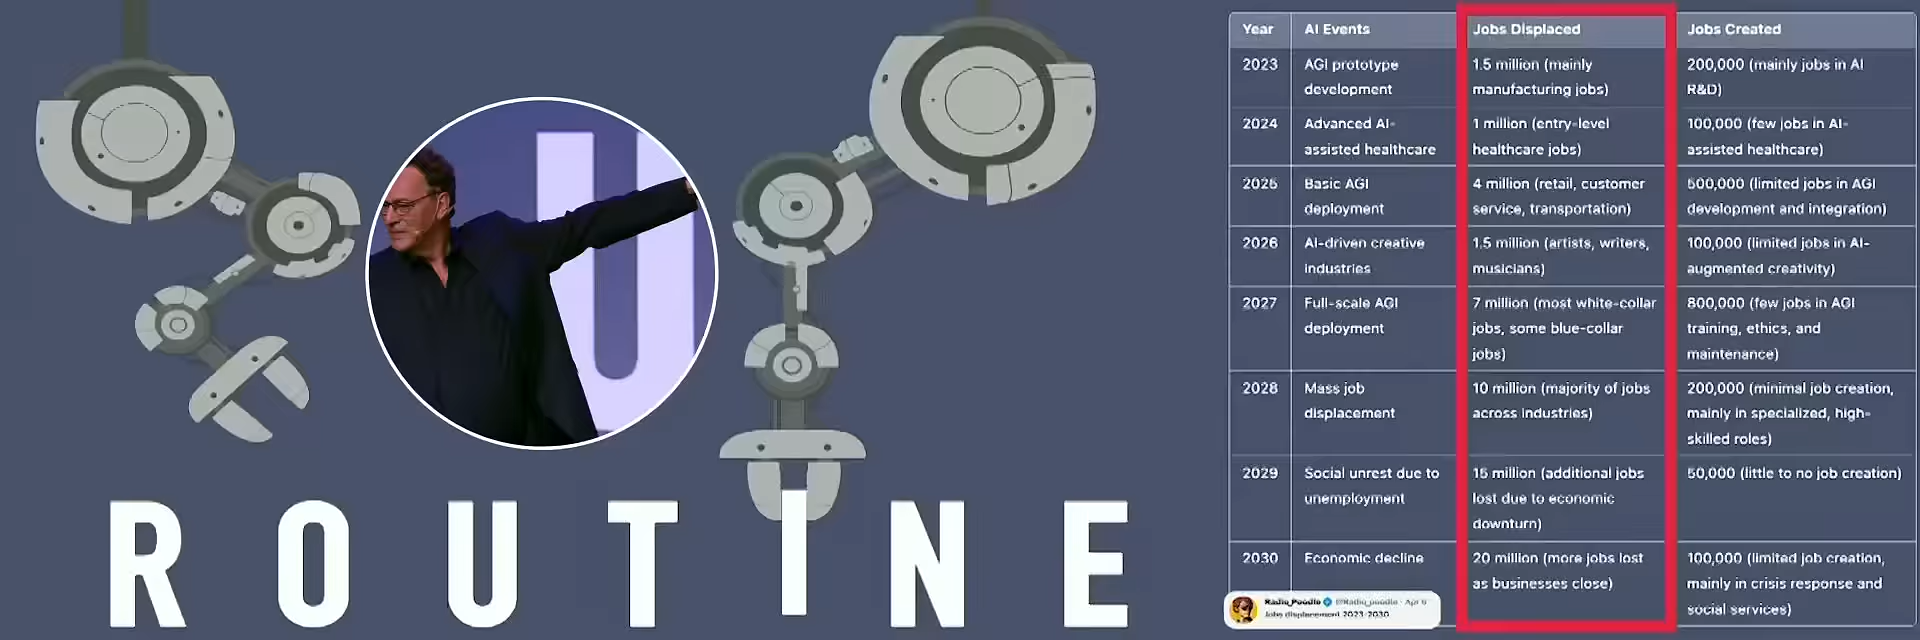 ROUTINE
Year AI Events Jobs Displaced Jobs Created
2023 AGI prototype 1.5 million (mainly 200,000 (mainly jobs in AI
development manufacturing jobs) R&D)
2024 Advanced AI- 1 million (entry-level 100,000 (few jobs in AI-
assisted healthcare healthcare jobs) assisted healthcare)
2025 Basic AGI 4 million (retail, customer 500,000 (limited jobs in AGI
deployment service, transportation) development and integration)
2026 AI-driven creative 1.5 million (artists, writers, 100,000 (limited jobs in AI-
industries musicians) augmented creativity)
2027 Full-scale AGI 7 million (most white-collar 800,000 (few jobs in AGI
deployment jobs, some blue-collar training, ethics, and
jobs) maintenance)
2028 Mass job 10 million (majority of jobs 200,000 (minimal job creation,
displacement across industries) mainly in specialized, high-
skilled roles)
2029 Social unrest due to 15 million (additional jobs 50,000 (little to no job creation)
unemployment lost due to economic
downturn)
2030 Economic decline 20 million (more jobs lost 100,000 (limited job creation,
as businesses close) mainly in crisis response and
social services)
Radio_Poodle @Radio_poodle · Apr 6
Jobs displacement 2023-2030